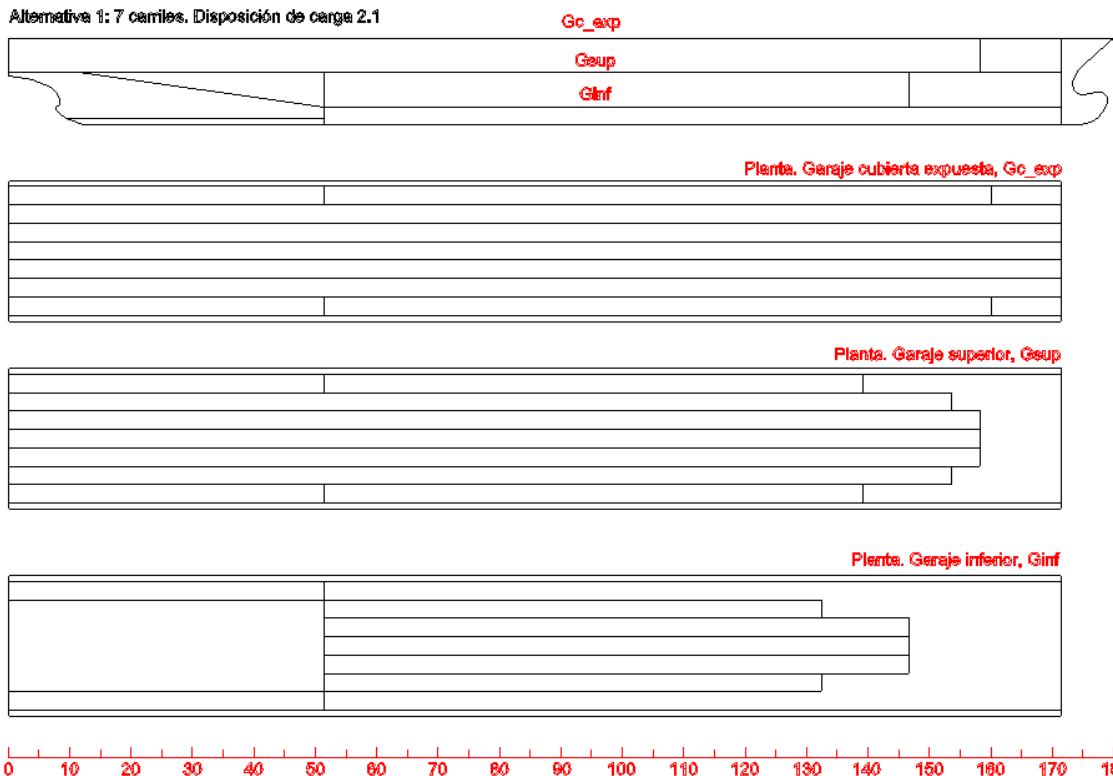 Alternativa 1: 7 carriles. Disposición de carga 2.1
Gc_exp
Gsup
Ginf
Planta. Garaje cubierta expuesta, Gc_exp
Planta. Garaje superior, Gsup
Planta. Garaje inferior, Ginf
0 10 20 30 40 50 60 70 80 90 100 110 120 130 140 150 160 170 180